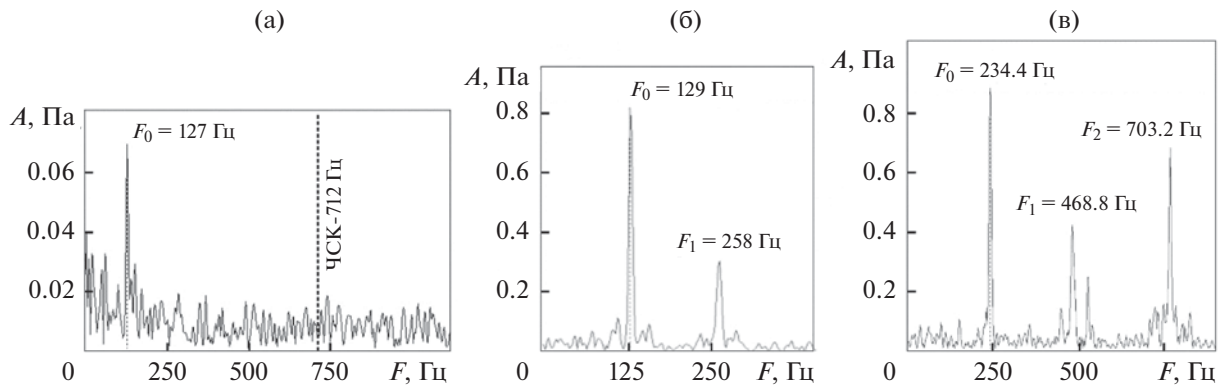 (а)
A, Па
0.06
0.04
0.02
0
250
500
750
F, Гц
F0 = 127 Гц
ЧСК-712 Гц
(б)
A, Па
0.8
0.6
0.4
0.2
0
125
250
F, Гц
F0 = 129 Гц
F1 = 258 Гц
(в)
A, Па
0.8
0.6
0.4
0.2
0
250
500
F, Гц
F0 = 234.4 Гц
F1 = 468.8 Гц
F2 = 703.2 Гц